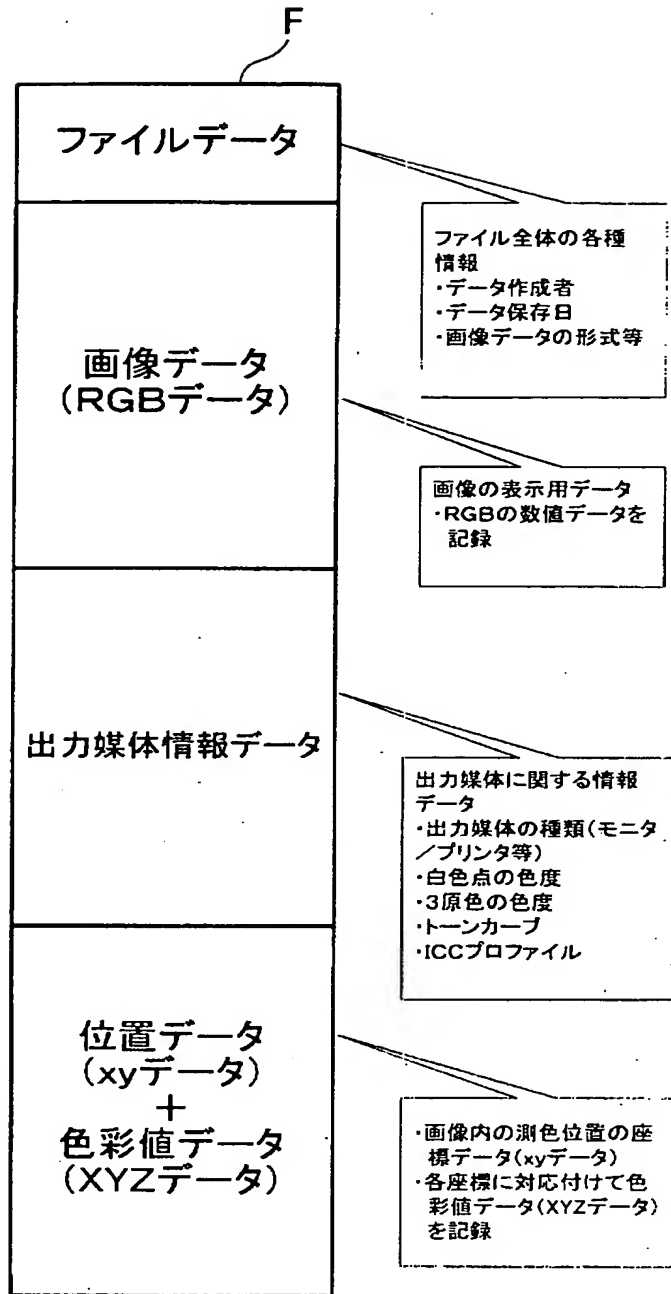 F
ファイルデータ
ファイル全体の各種
情報
・データ作成者
・データ保存日
・画像データの形式等
画像データ
(RGBデータ)
画像の表示用データ
・RGBの数値データを
記録
出力媒体情報データ
出力媒体に関する情報
データ
・出力媒体の種類(モニタ
/プリンタ等)
・白色点の色度
・3原色の色度
・トーンカーブ
・ICCプロファイル
位置データ
(xyデータ)
+
色彩値データ
(XYZデータ)
・画像内の測色位置の座
標データ(xyデータ)
・各座標に対応付けて色
彩値データ(XYZデータ)
を記録